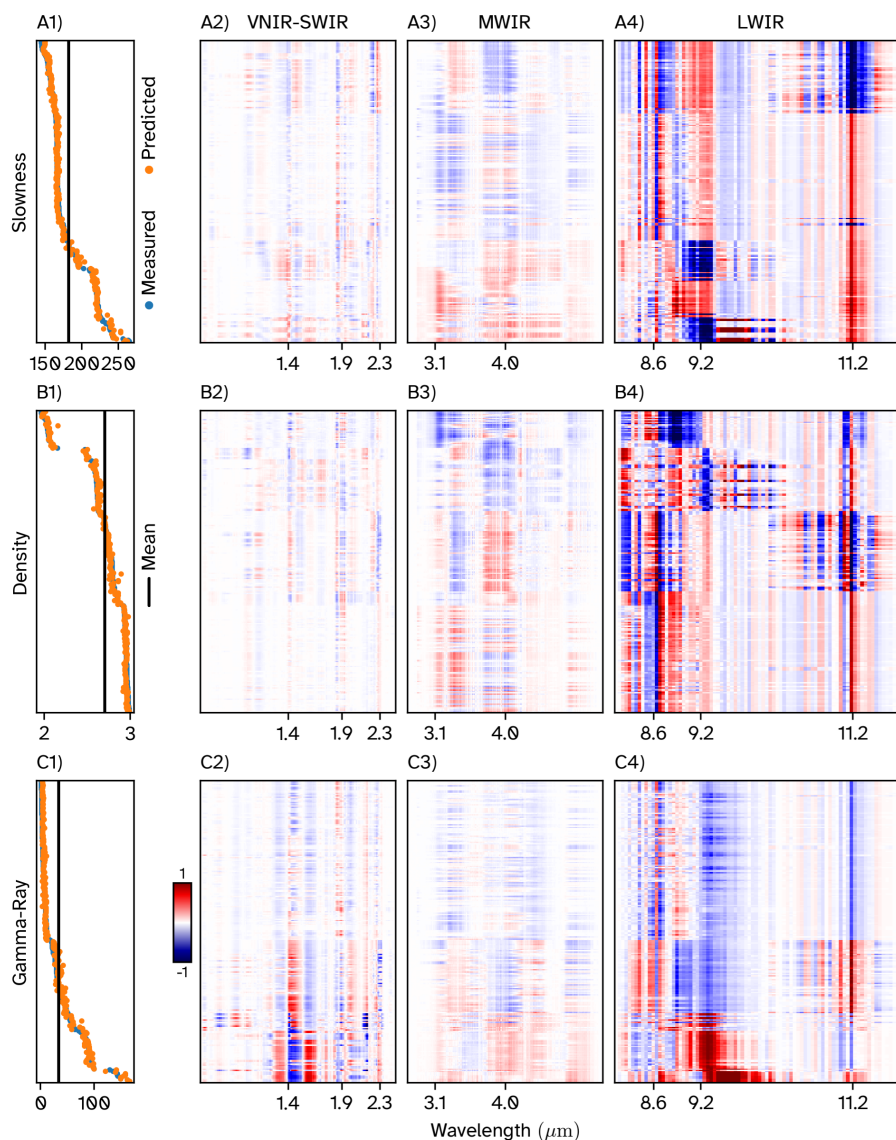 A1)
A2) VNIR-SWIR
A3) MWIR
A4) LWIR
Slowness
Predicted
Measured
150 200 250
1.4 1.9 2.3
3.1 4.0
8.6 9.2 11.2
B1)
B2)
B3)
B4)
Density
Mean
2 3
1.4 1.9 2.3
3.1 4.0
8.6 9.2 11.2
C1)
C2)
C3)
C4)
Gamma-Ray
1
-1
0 100
1.4 1.9 2.3
3.1 4.0
8.6 9.2 11.2
Wavelength (μm)